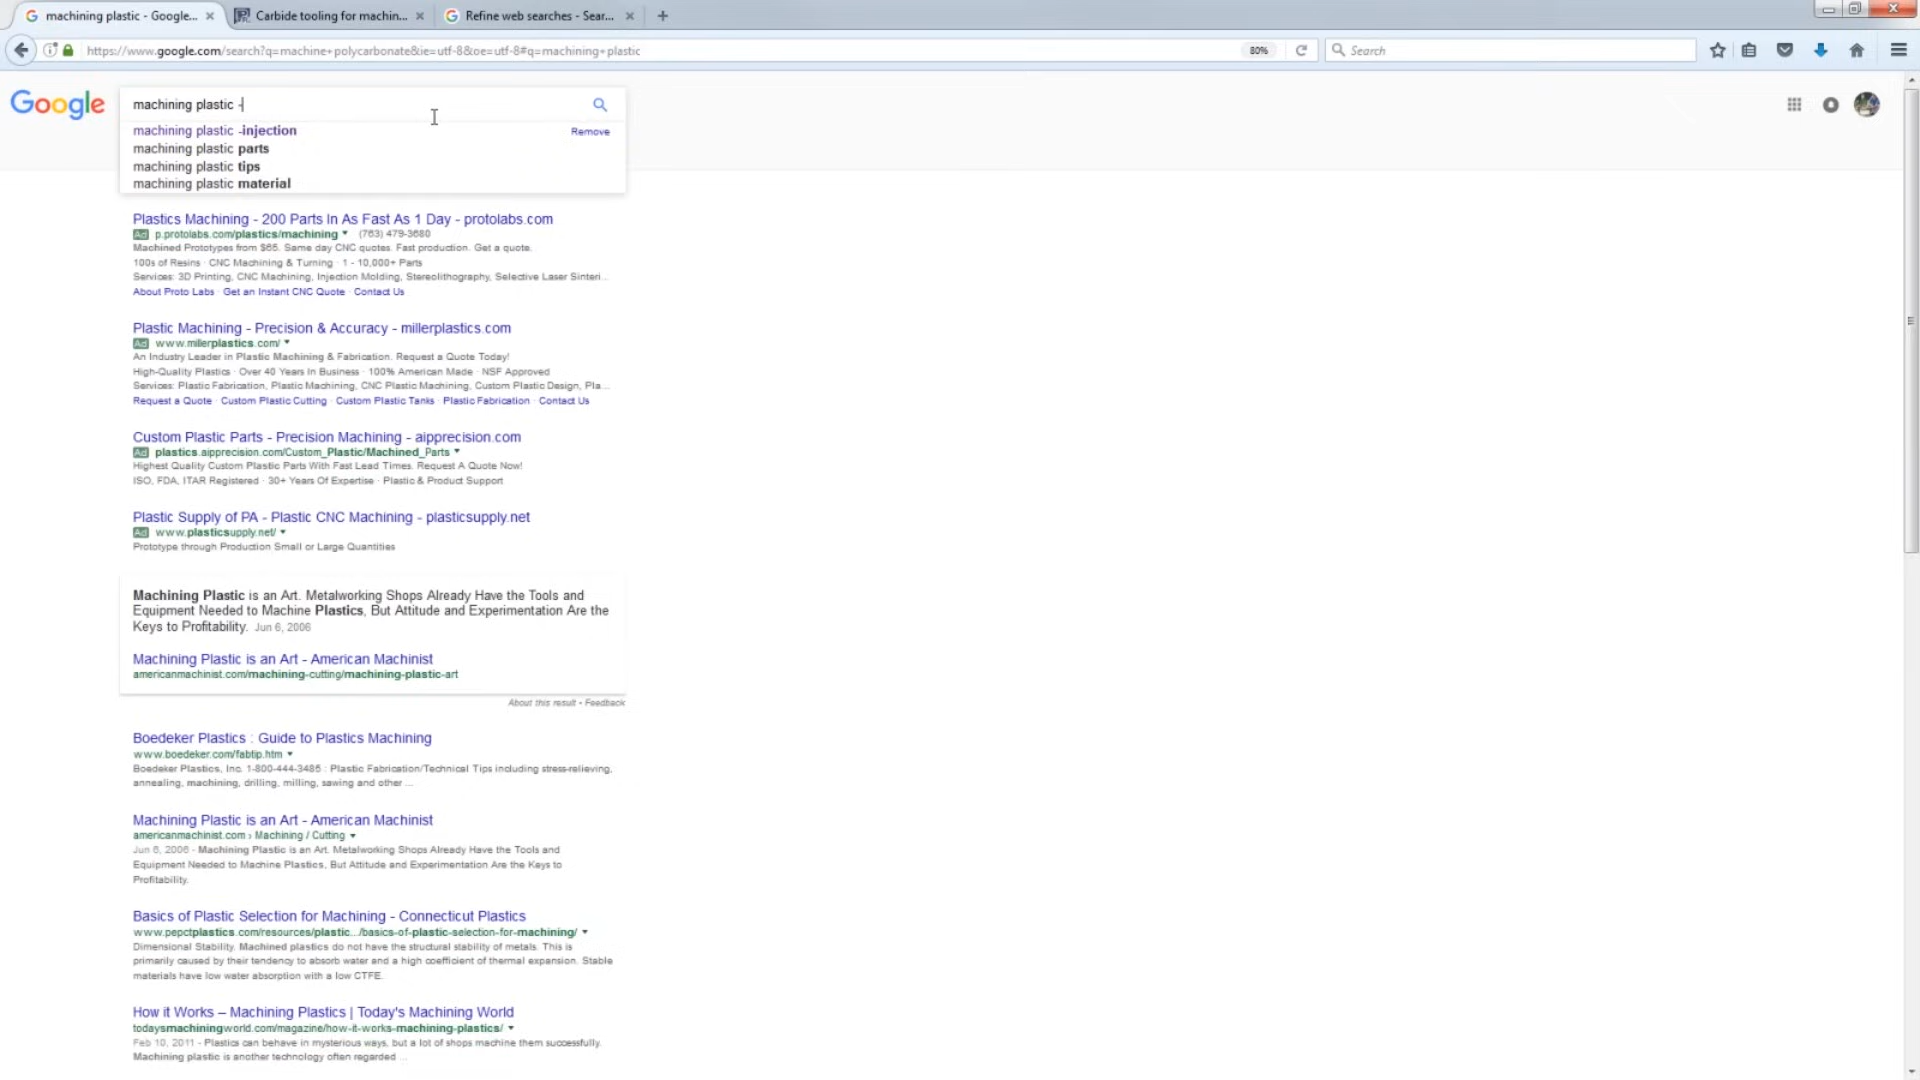 machining plastic - Google...
Carbide tooling for machin...
Refine web searches - Sear...
https://www.google.com/search?q=machine+polycarbonate&ie=utf-8&oe=utf-8#q=machining+plastic
80%
Search
Google
machining plastic -
machining plastic -injection
Remove
machining plastic parts
machining plastic tips
machining plastic material
Plastics Machining - 200 Parts In As Fast As 1 Day - protolabs.com
Ad p.protolabs.com/plastics/machining (763) 479-3680
Machined Prototypes from $65. Same day CNC quotes. Fast production. Get a quote.
100s of Resins · CNC Machining & Turning · 1 - 10,000+ Parts
Services: 3D Printing, CNC Machining, Injection Molding, Stereolithography, Selective Laser Sinteri...
About Proto Labs · Get an Instant CNC Quote · Contact Us
Plastic Machining - Precision & Accuracy - millerplastics.com
Ad www.millerplastics.com/
An Industry Leader in Plastic Machining & Fabrication. Request a Quote Today!
High-Quality Plastics · Over 40 Years In Business · 100% American Made · NSF Approved
Services: Plastic Fabrication, Plastic Machining, CNC Plastic Machining, Custom Plastic Design, Pla...
Request a Quote · Custom Plastic Cutting · Custom Plastic Tanks · Plastic Fabrication · Contact Us
Custom Plastic Parts - Precision Machining - aipprecision.com
Ad plastics.aipprecision.com/Custom_Plastic/Machined_Parts
Highest Quality Custom Plastic Parts With Fast Lead Times. Request A Quote Now!
ISO, FDA, ITAR Registered · 30+ Years Of Expertise · Plastic & Product Support
Plastic Supply of PA - Plastic CNC Machining - plasticsupply.net
Ad www.plasticsupply.net/
Prototype through Production Small or Large Quantities
Machining Plastic is an Art. Metalworking Shops Already Have the Tools and
Equipment Needed to Machine Plastics, But Attitude and Experimentation Are the
Keys to Profitability. Jun 6, 2006
Machining Plastic is an Art - American Machinist
americanmachinist.com/machining-cutting/machining-plastic-art
About this result • Feedback
Boedeker Plastics : Guide to Plastics Machining
www.boedeker.com/fabtip.htm
Boedeker Plastics, Inc. 1-800-444-3485 : Plastic Fabrication/Technical Tips including stress-relieving,
annealing, machining, drilling, milling, sawing and other ...
Machining Plastic is an Art - American Machinist
americanmachinist.com › Machining / Cutting
Jun 6, 2006 - Machining Plastic is an Art. Metalworking Shops Already Have the Tools and
Equipment Needed to Machine Plastics, But Attitude and Experimentation Are the Keys to
Profitability.
Basics of Plastic Selection for Machining - Connecticut Plastics
www.pepctplastics.com/resources/plastic.../basics-of-plastic-selection-for-machining/
Dimensional Stability. Machined plastics do not have the structural stability of metals. This is
primarily caused by their tendency to absorb water and a high coefficient of thermal expansion. Stable
materials have low water absorption with a low CTFE.
How it Works – Machining Plastics | Today's Machining World
todaysmachiningworld.com/magazine/how-it-works-machining-plastics/
Feb 10, 2011 - Plastics can behave in mysterious ways, but a lot of shops machine them successfully.
Machining plastic is another technology often regarded ...